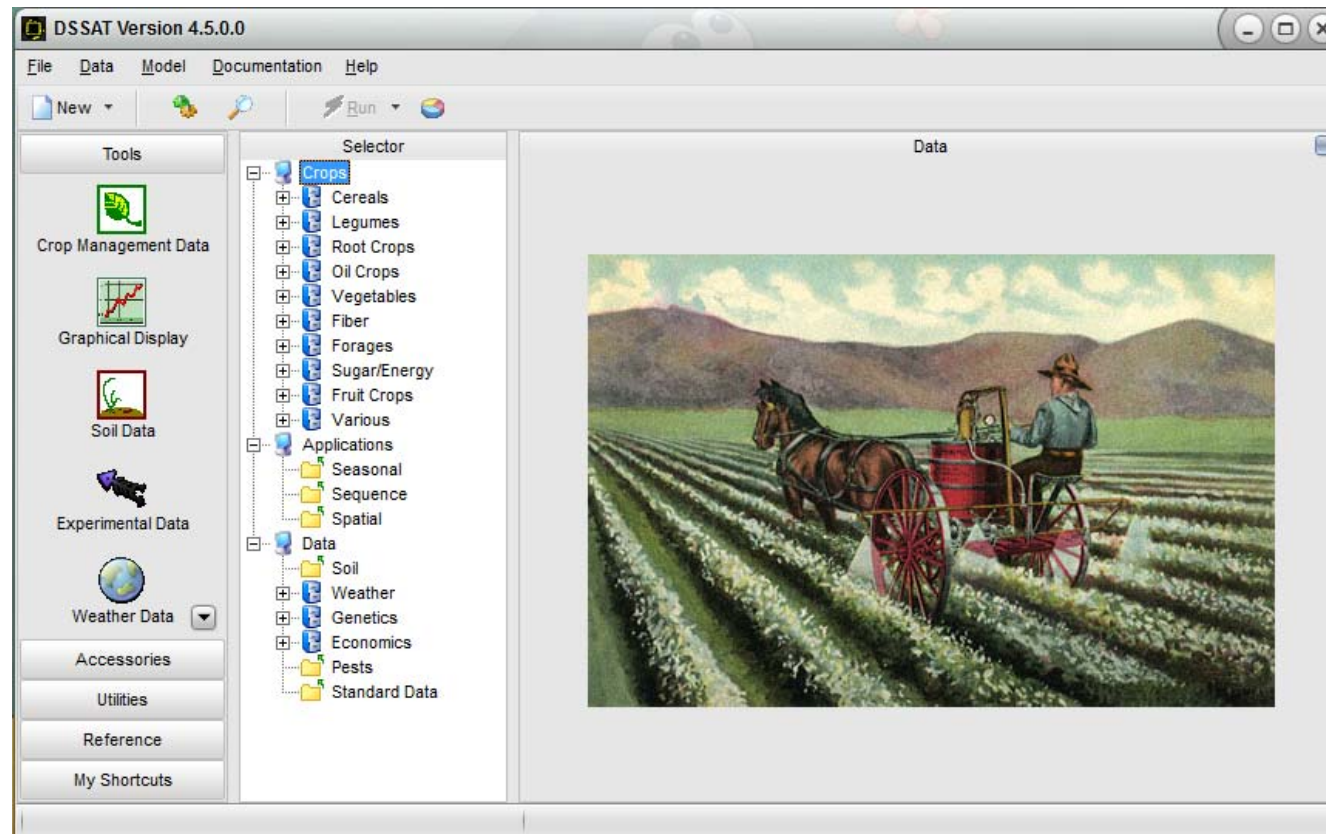 DSSAT Version 4.5.0.0
File Data Model Documentation Help
New Run
Tools
Crop Management Data
Graphical Display
Soil Data
Experimental Data
Weather Data
Accessories
Utilities
Reference
My Shortcuts
Selector
Crops
Cereals
Legumes
Root Crops
Oil Crops
Vegetables
Fiber
Forages
Sugar/Energy
Fruit Crops
Various
Applications
Seasonal
Sequence
Spatial
Data
Soil
Weather
Genetics
Economics
Pests
Standard Data
Data